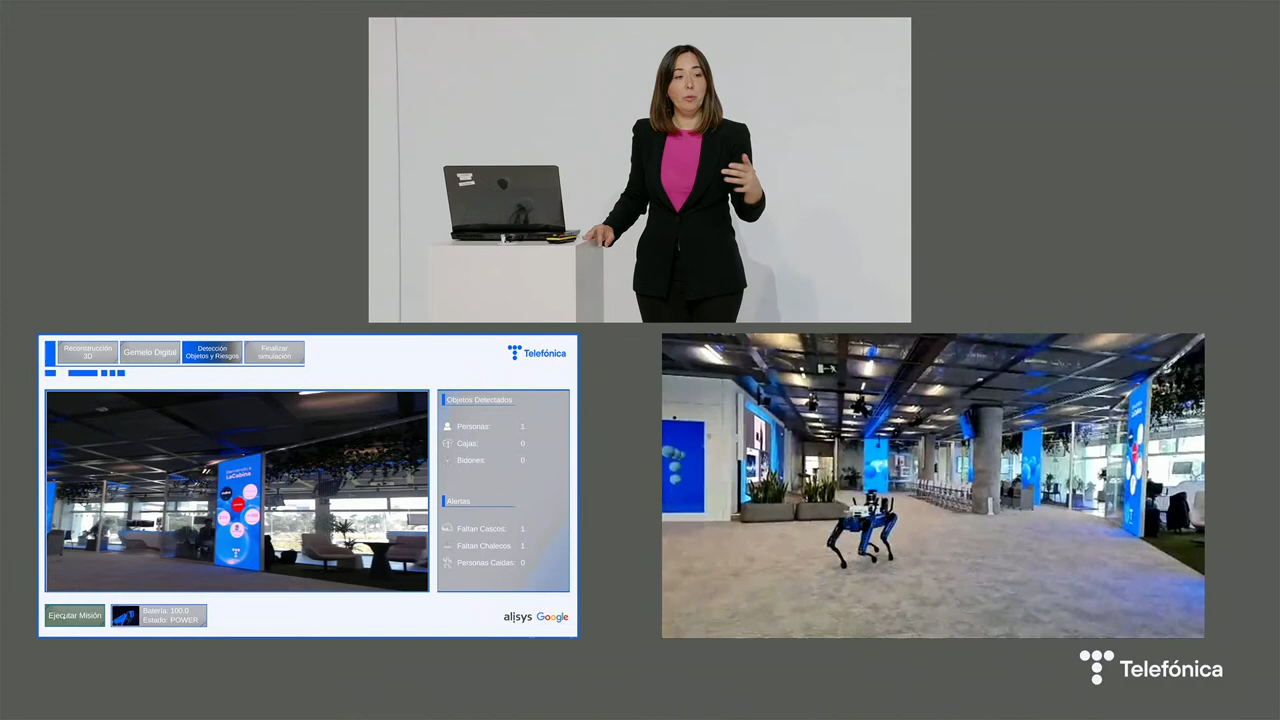 Reconstrucción
3D
Gemelo Digital
Detección
Objetos y Riesgos
Finalizar
simulación
Telefónica
Bienvenido a
LaCabina
Objetos Detectados
Personas: 1
Cajas: 0
Bidones: 0
Alertas
Faltan Cascos: 1
Faltan Chalecos 1
Personas Caidas: 0
Ejecutar Misión
Batería: 100.0
Estado: POWER
alisys Google
Telefónica